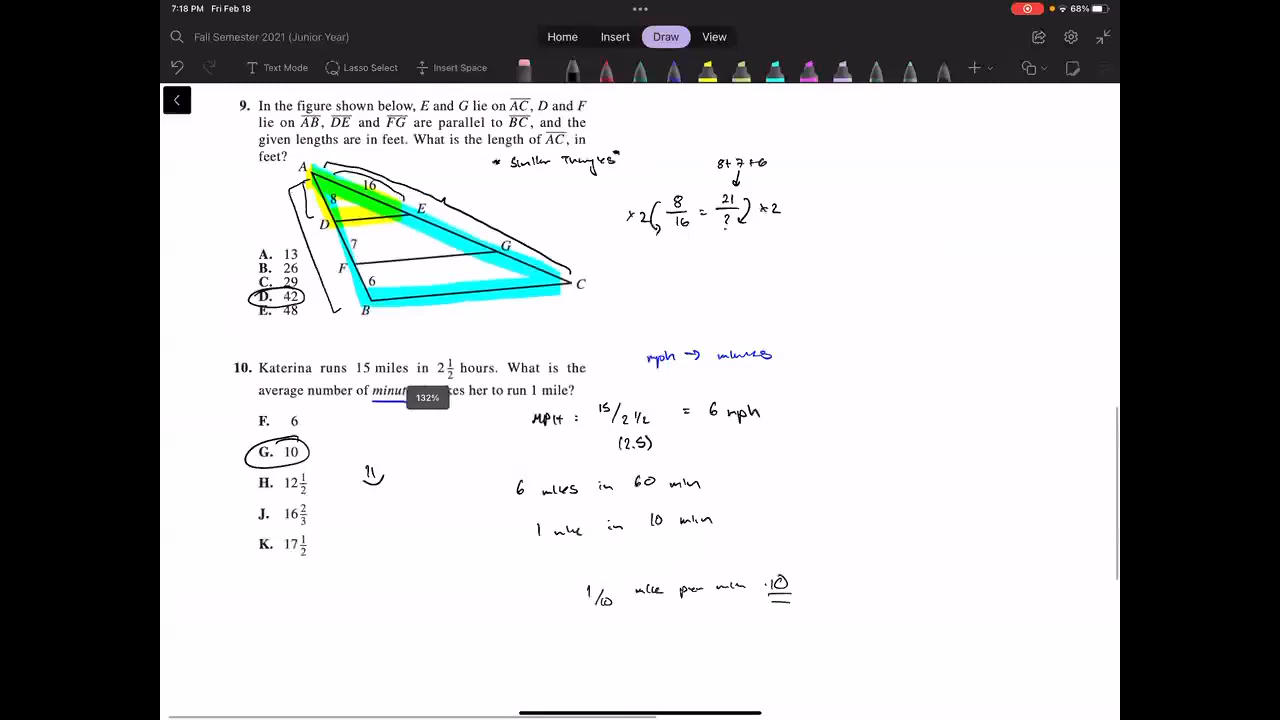 7:18 PM Fri Feb 18
68%
Fall Semester 2021 (Junior Year)
Home Insert Draw View
Text Mode Lasso Select Insert Space
9. In the figure shown below, E and G lie on AC, D and F
lie on AB, DE and FG are parallel to BC, and the
given lengths are in feet. What is the length of AC, in
feet?
* Similar Triangles *
8+7+6
×2 ( 8/16 = 21/? ) ×2
A
16
8
E
D
7
G
F
6
C
B
A. 13
B. 26
C. 29
D. 42
E. 48
mph → minutes
10. Katerina runs 15 miles in 2 1/2 hours. What is the
average number of minut es her to run 1 mile?
132%
MPH : 15/2 1/2 = 6 mph
(2.5)
F. 6
G. 10
H. 12 1/2
J. 16 2/3
K. 17 1/2
6 miles in 60 min
1 mile in 10 min
1/10 mile per min .10